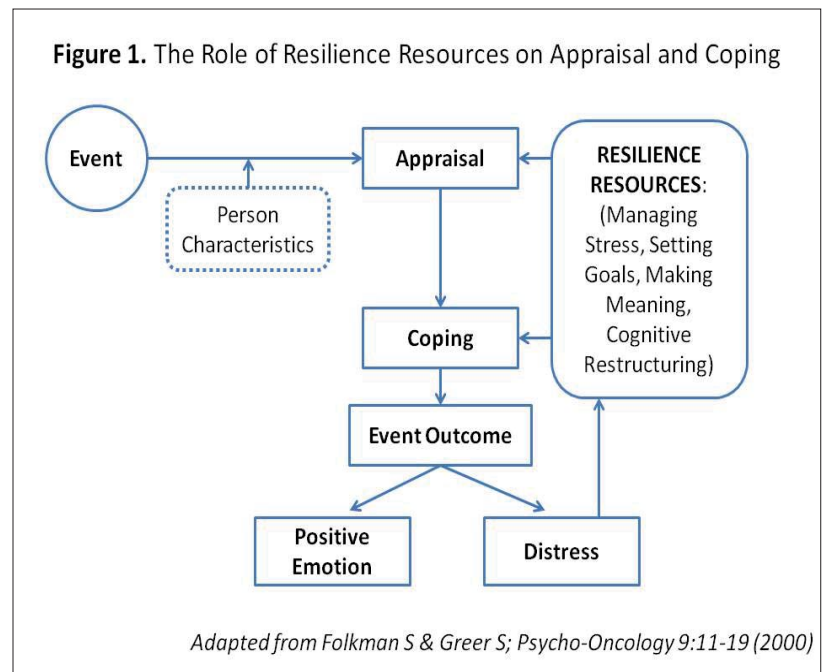 Figure 1. The Role of Resilience Resources on Appraisal and Coping
Event
Appraisal
Person
Characteristics
RESILIENCE
RESOURCES:
(Managing
Stress, Setting
Goals, Making
Meaning,
Cognitive
Restructuring)
Coping
Event Outcome
Positive
Emotion
Distress
Adapted from Folkman S & Greer S; Psycho-Oncology 9:11-19 (2000)